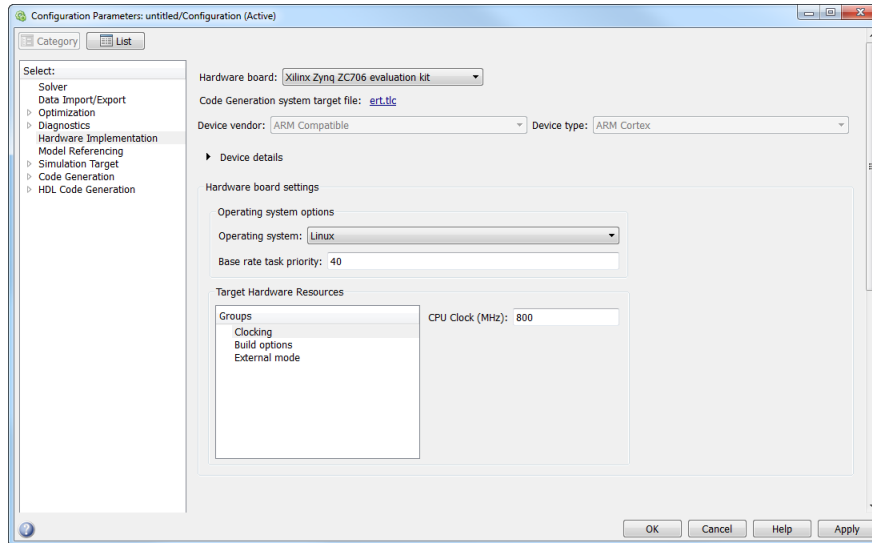 Configuration Parameters: untitled/Configuration (Active)
Category
List
Select:
Solver
Data Import/Export
Optimization
Diagnostics
Hardware Implementation
Model Referencing
Simulation Target
Code Generation
HDL Code Generation
Hardware board: Xilinx Zynq ZC706 evaluation kit
Code Generation system target file: ert.tlc
Device vendor: ARM Compatible Device type: ARM Cortex
Device details
Hardware board settings
Operating system options
Operating system: Linux
Base rate task priority: 40
Target Hardware Resources
Groups
Clocking
Build options
External mode
CPU Clock (MHz): 800
OK Cancel Help Apply